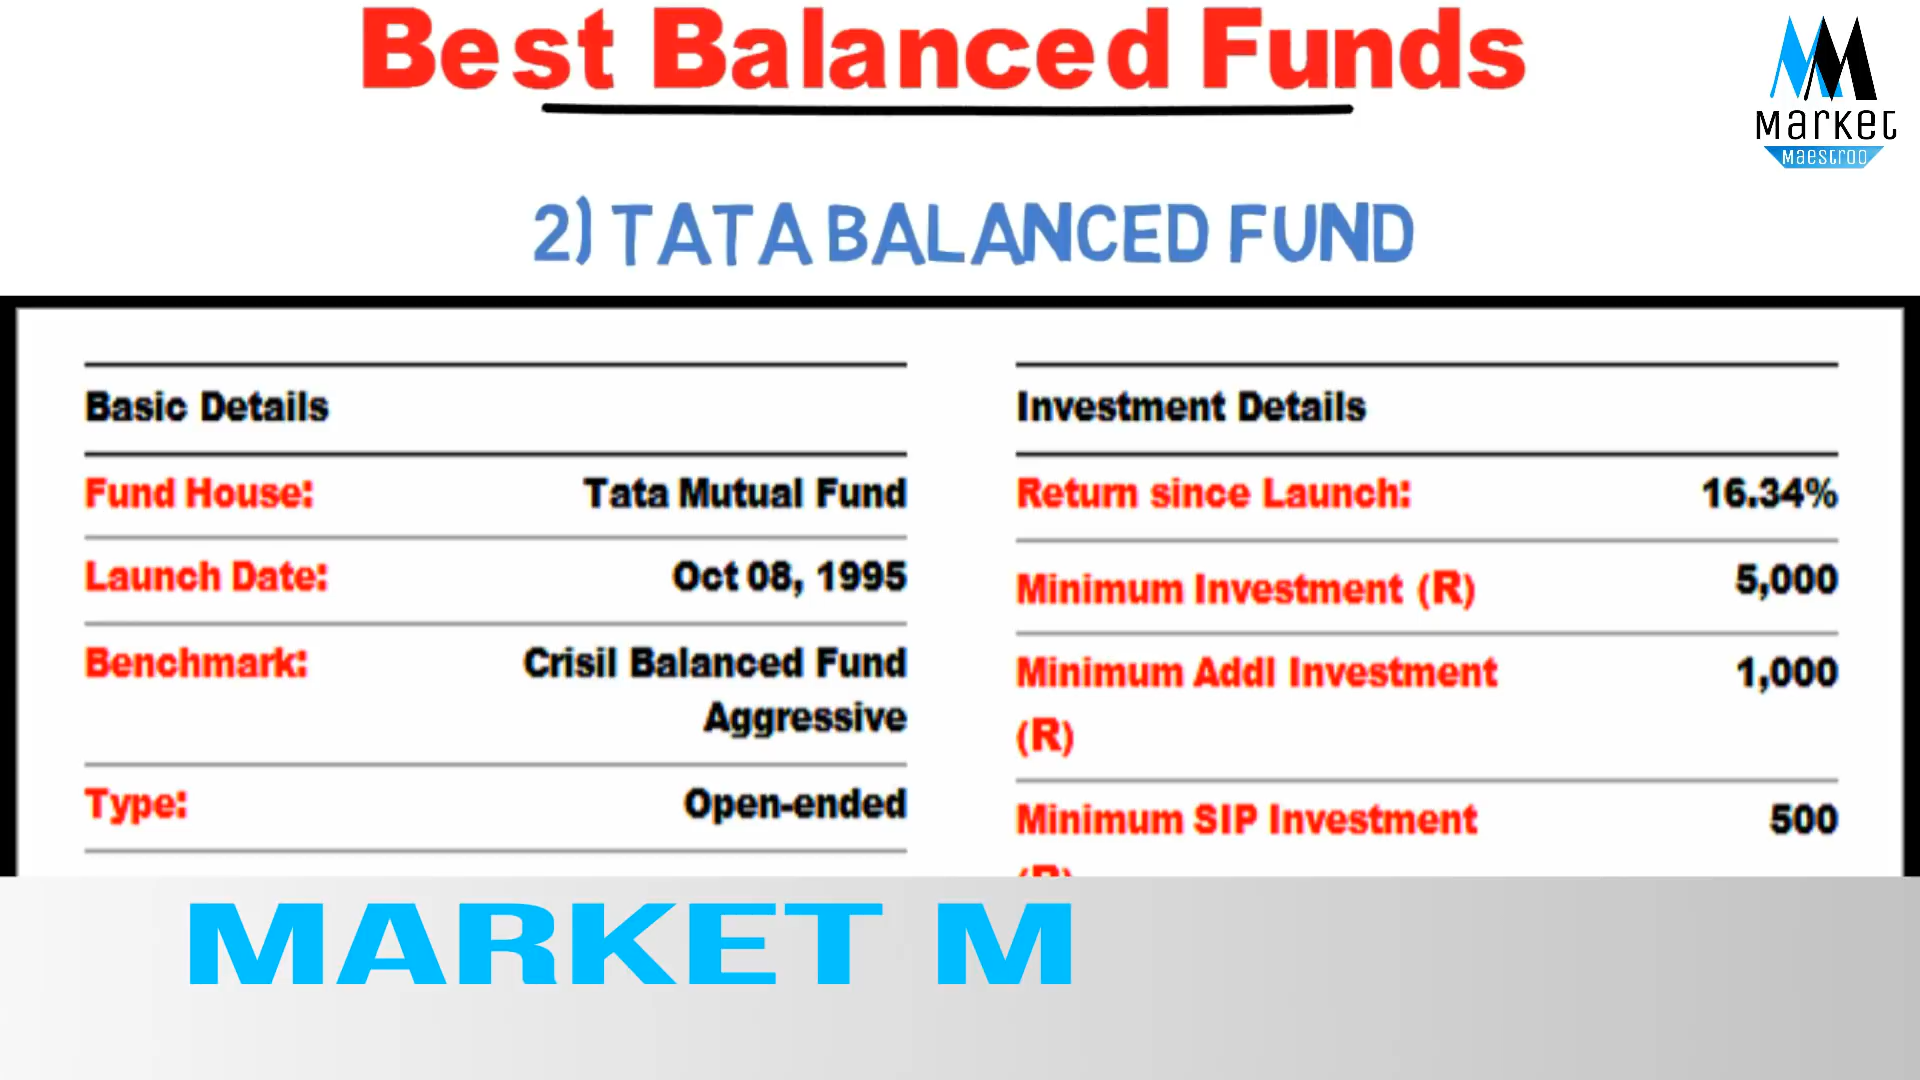 Best Balanced Funds
Market
Maestroo
2) TATA BALANCED FUND
Basic Details
Fund House: Tata Mutual Fund
Launch Date: Oct 08, 1995
Benchmark: Crisil Balanced Fund
Aggressive
Type: Open-ended
Investment Details
Return since Launch: 16.34%
Minimum Investment (R) 5,000
Minimum Addl Investment 1,000
(R)
Minimum SIP Investment 500
(R)
MARKET M